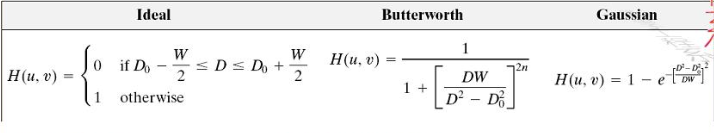 Ideal Butterworth Gaussian
H(u, v) = { 0 if D₀ − W/2 ≤ D ≤ D₀ + W/2
1 otherwise
H(u, v) = 1 / (1 + [DW / (D² − D₀²)]²ⁿ)
H(u, v) = 1 − e^−[(D² − D₀²)/DW]²